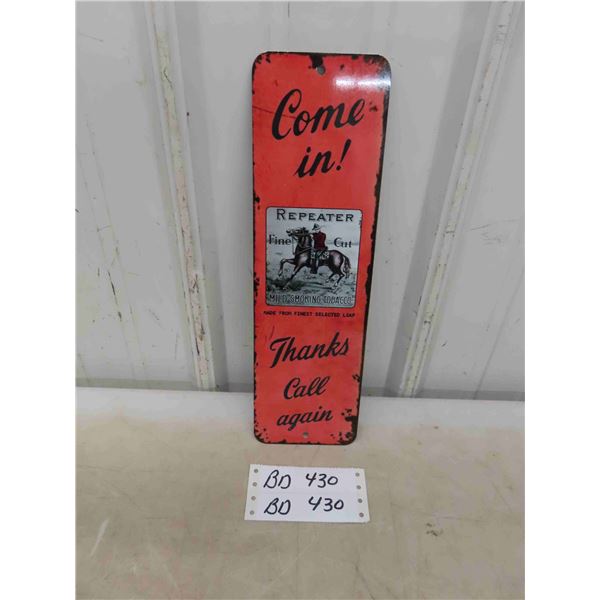 Come
in!
REPEATER
Fine Cut
MILD SMOKING TOBACCO
MADE FROM FINEST SELECTED LEAF
Thanks
Call
again
BD 430
BD 430